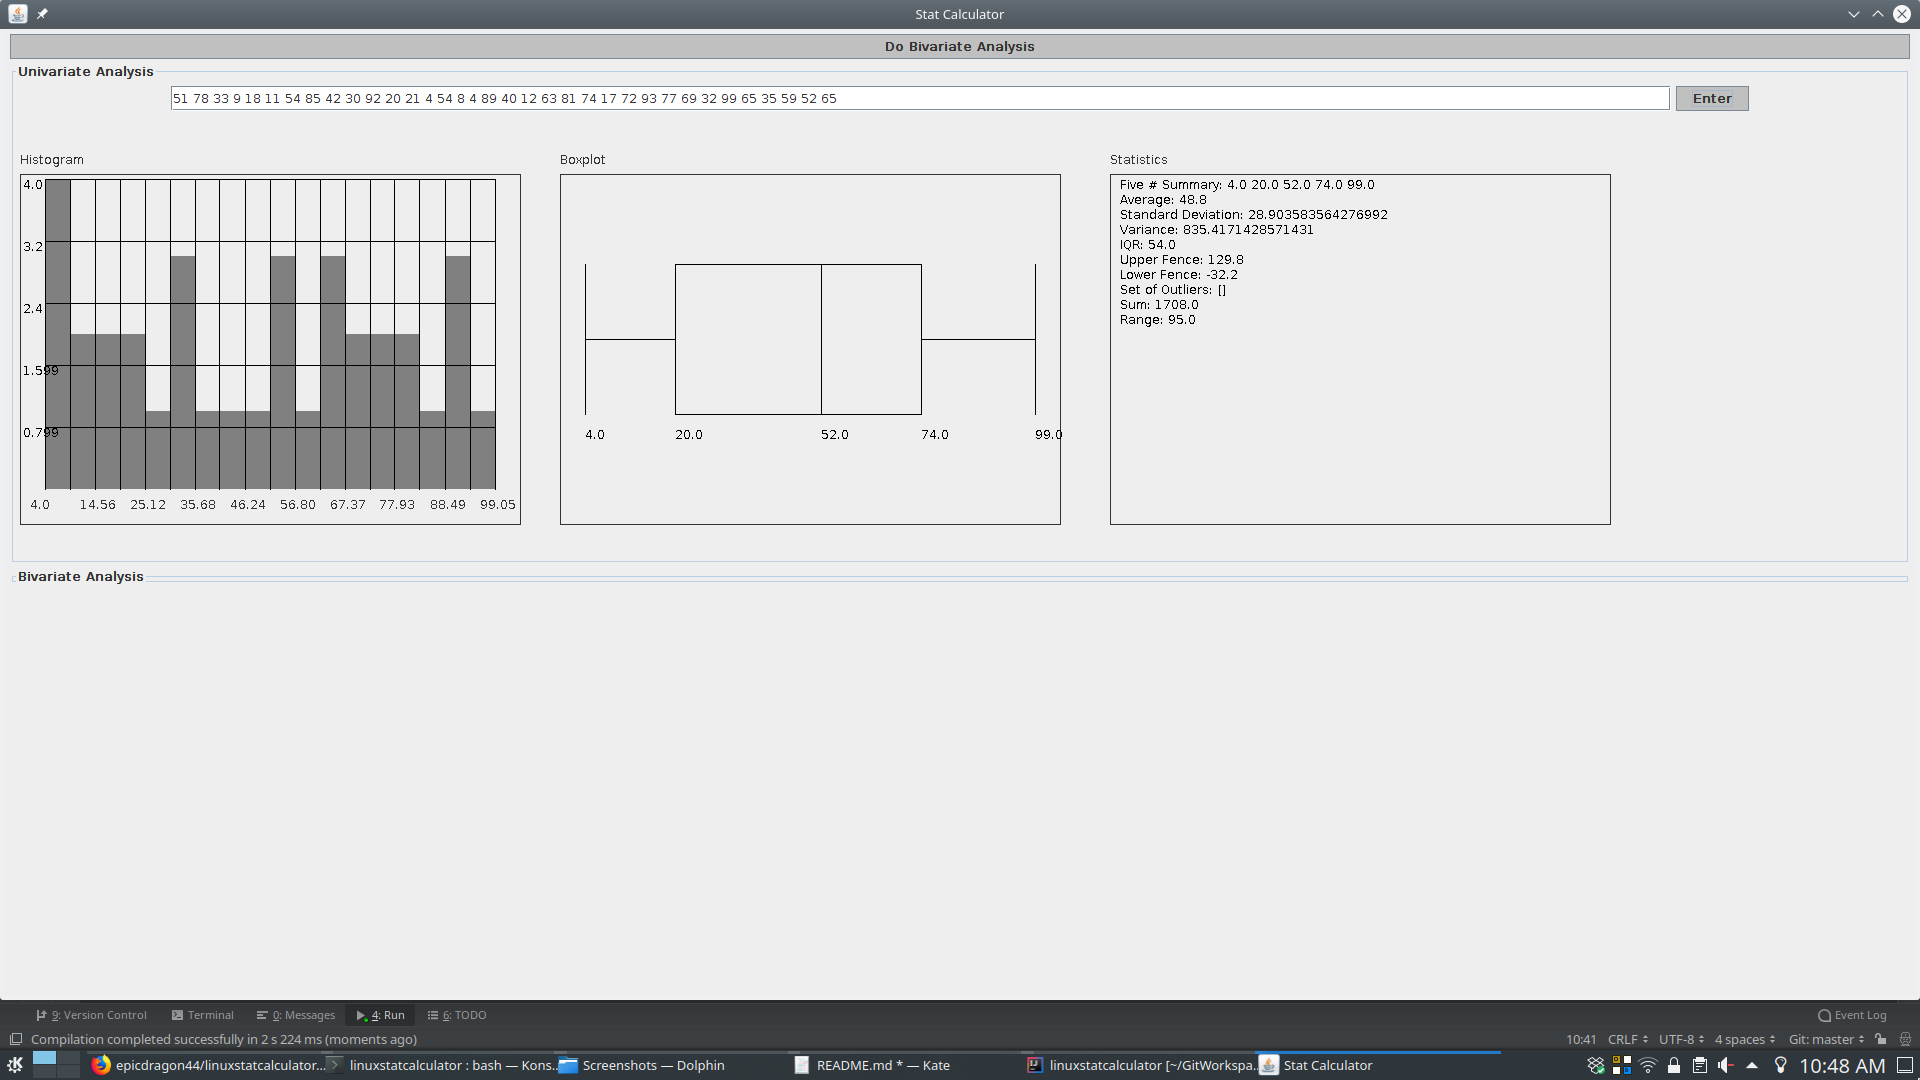 Stat Calculator
Do Bivariate Analysis
Univariate Analysis
51 78 33 9 18 11 54 85 42 30 92 20 21 4 54 8 4 89 40 12 63 81 74 17 72 93 77 69 32 99 65 35 59 52 65
Enter
Histogram
4.0
3.2
2.4
1.599
0.799
4.0 14.56 25.12 35.68 46.24 56.80 67.37 77.93 88.49 99.05
Boxplot
4.0 20.0 52.0 74.0 99.0
Statistics
Five # Summary: 4.0 20.0 52.0 74.0 99.0
Average: 48.8
Standard Deviation: 28.903583564276992
Variance: 835.4171428571431
IQR: 54.0
Upper Fence: 129.8
Lower Fence: -32.2
Set of Outliers: []
Sum: 1708.0
Range: 95.0
Bivariate Analysis
9: Version Control Terminal 0: Messages 4: Run 6: TODO Event Log
Compilation completed successfully in 2 s 224 ms (moments ago) 10:41 CRLF UTF-8 4 spaces Git: master
epicdragon44/linuxstatcalculator... linuxstatcalculator : bash — Kons... Screenshots — Dolphin README.md * — Kate linuxstatcalculator [~/GitWorkspa... Stat Calculator 10:48 AM